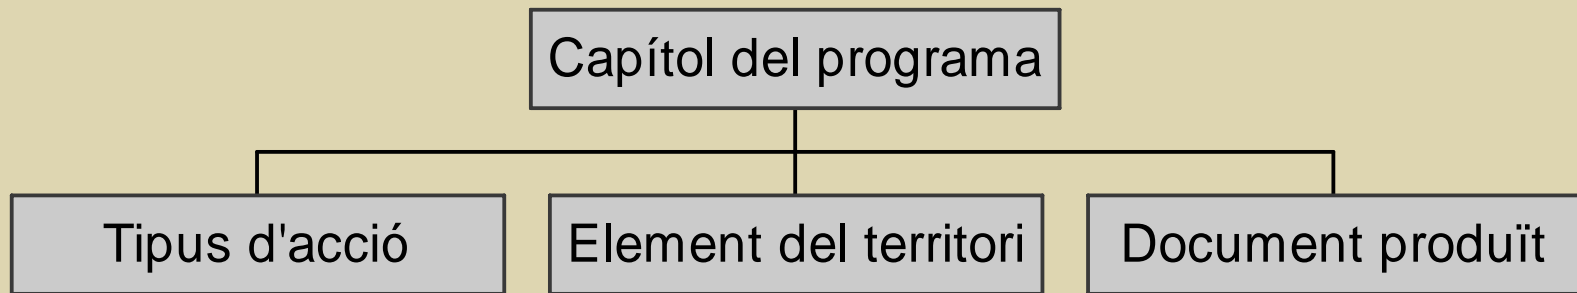 Capítol del programa
Tipus d'acció
Element del territori
Document produït